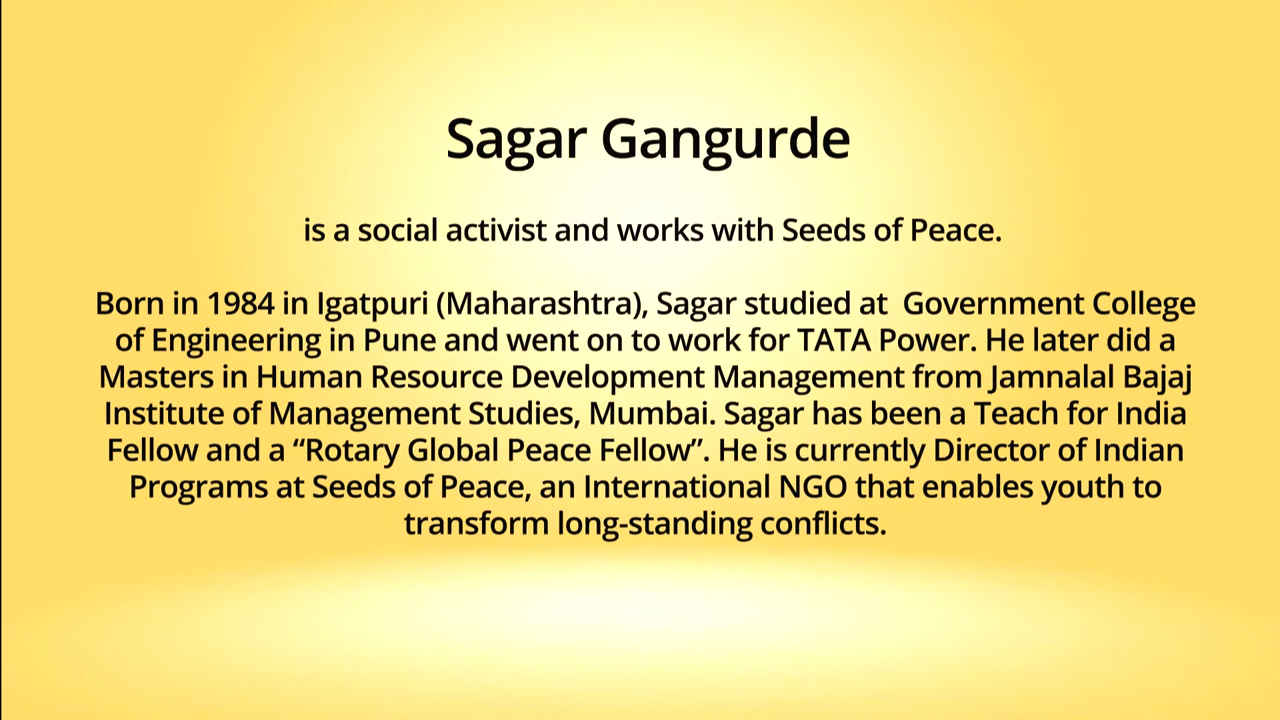 Sagar Gangurde
is a social activist and works with Seeds of Peace.
Born in 1984 in Igatpuri (Maharashtra), Sagar studied at  Government College
of Engineering in Pune and went on to work for TATA Power. He later did a
Masters in Human Resource Development Management from Jamnalal Bajaj
Institute of Management Studies, Mumbai. Sagar has been a Teach for India
Fellow and a “Rotary Global Peace Fellow”. He is currently Director of Indian
Programs at Seeds of Peace, an International NGO that enables youth to
transform long-standing conflicts.